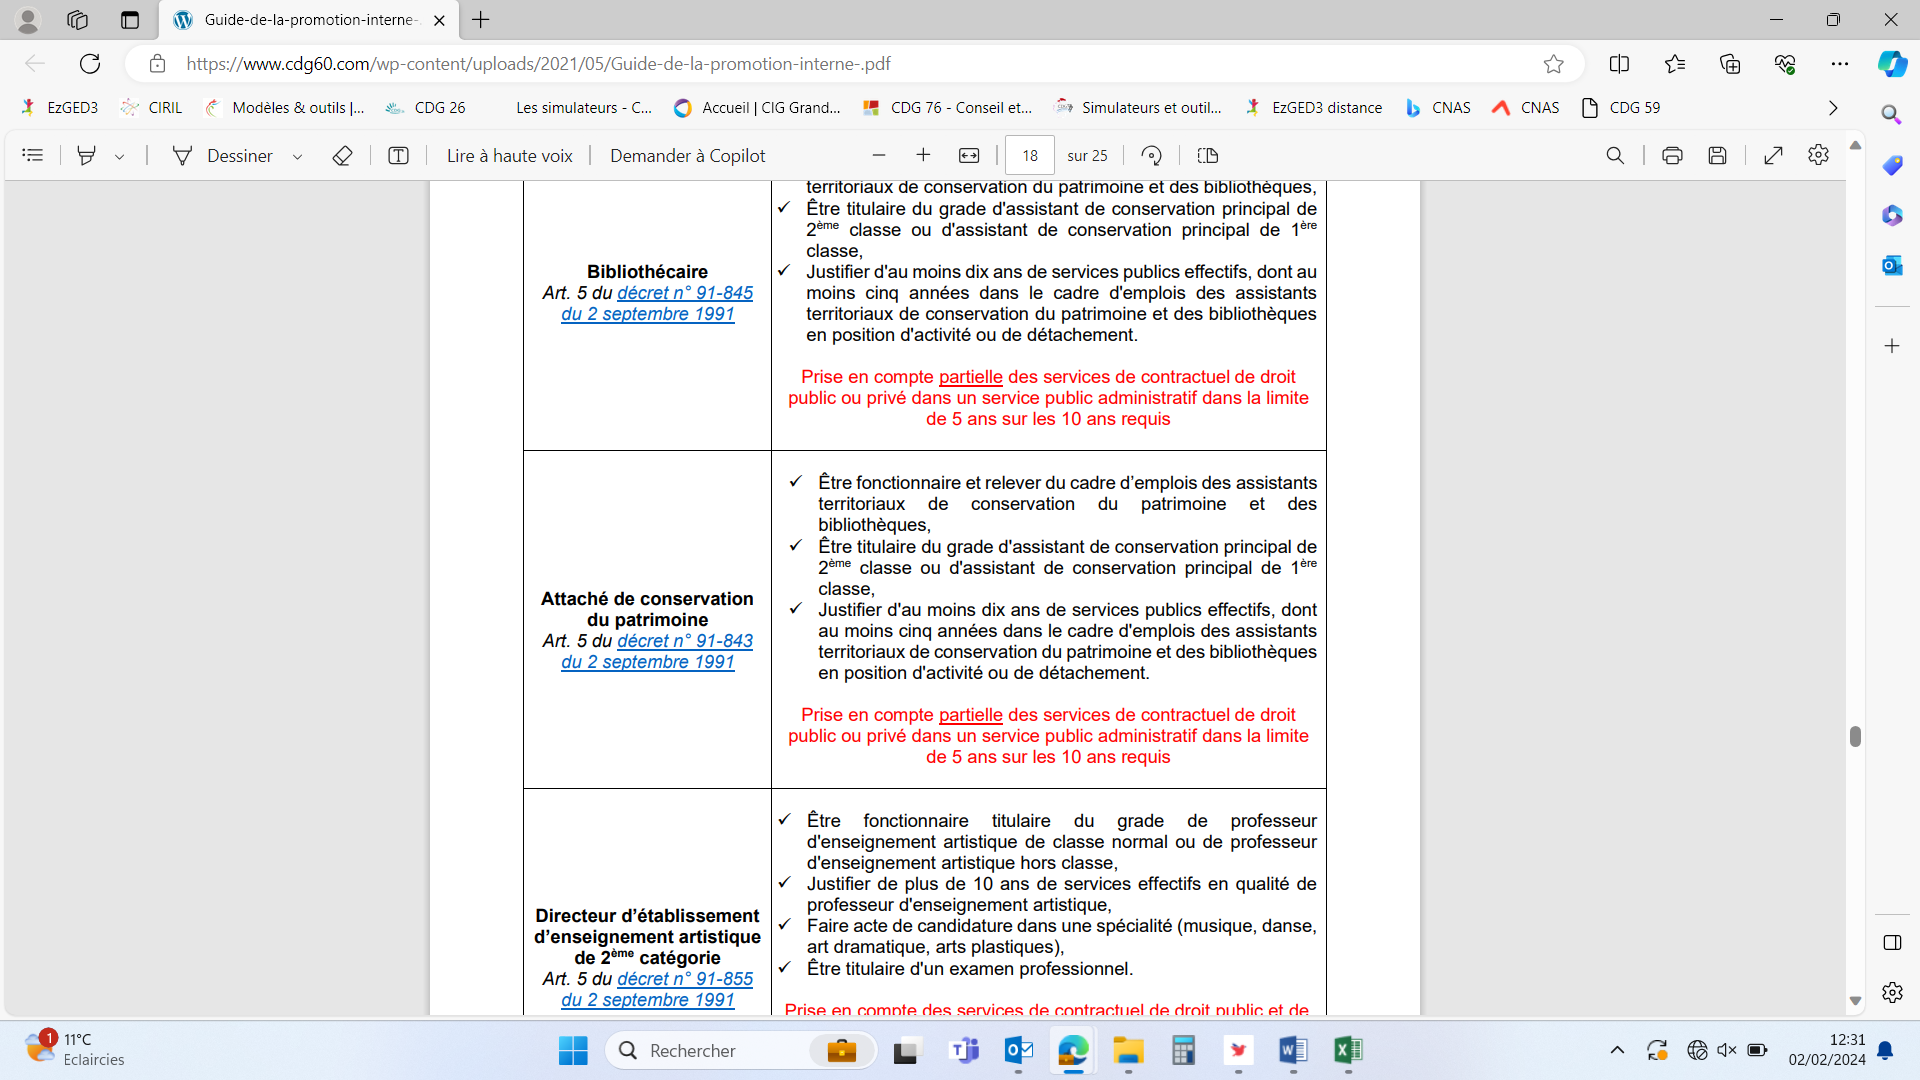 Guide-de-la-promotion-interne-
https://www.cdg60.com/wp-content/uploads/2021/05/Guide-de-la-promotion-interne-.pdf
EzGED3 CIRIL Modèles & outils |... CDG 26 Les simulateurs - C... Accueil | CIG Grand... CDG 76 - Conseil et... Simulateurs et outil... EzGED3 distance CNAS CNAS CDG 59
Dessiner Lire à haute voix Demander à Copilot 18 sur 25
territoriaux de conservation du patrimoine et des bibliothèques,
Être titulaire du grade d'assistant de conservation principal de
2ème classe ou d'assistant de conservation principal de 1ère
classe,
Bibliothécaire
Art. 5 du décret n° 91-845
du 2 septembre 1991
Justifier d'au moins dix ans de services publics effectifs, dont au
moins cinq années dans le cadre d'emplois des assistants
territoriaux de conservation du patrimoine et des bibliothèques
en position d'activité ou de détachement.
Prise en compte partielle des services de contractuel de droit
public ou privé dans un service public administratif dans la limite
de 5 ans sur les 10 ans requis
Attaché de conservation
du patrimoine
Art. 5 du décret n° 91-843
du 2 septembre 1991
Être fonctionnaire et relever du cadre d’emplois des assistants
territoriaux de conservation du patrimoine et des
bibliothèques,
Être titulaire du grade d'assistant de conservation principal de
2ème classe ou d'assistant de conservation principal de 1ère
classe,
Justifier d'au moins dix ans de services publics effectifs, dont
au moins cinq années dans le cadre d'emplois des assistants
territoriaux de conservation du patrimoine et des bibliothèques
en position d'activité ou de détachement.
Prise en compte partielle des services de contractuel de droit
public ou privé dans un service public administratif dans la limite
de 5 ans sur les 10 ans requis
Directeur d’établissement
d’enseignement artistique
de 2ème catégorie
Art. 5 du décret n° 91-855
du 2 septembre 1991
Être fonctionnaire titulaire du grade de professeur
d'enseignement artistique de classe normal ou de professeur
d'enseignement artistique hors classe,
Justifier de plus de 10 ans de services effectifs en qualité de
professeur d'enseignement artistique,
Faire acte de candidature dans une spécialité (musique, danse,
art dramatique, arts plastiques),
Être titulaire d'un examen professionnel.
Prise en compte des services de contractuel de droit public et de
1
11°C
Eclaircies
Rechercher
12:31
02/02/2024